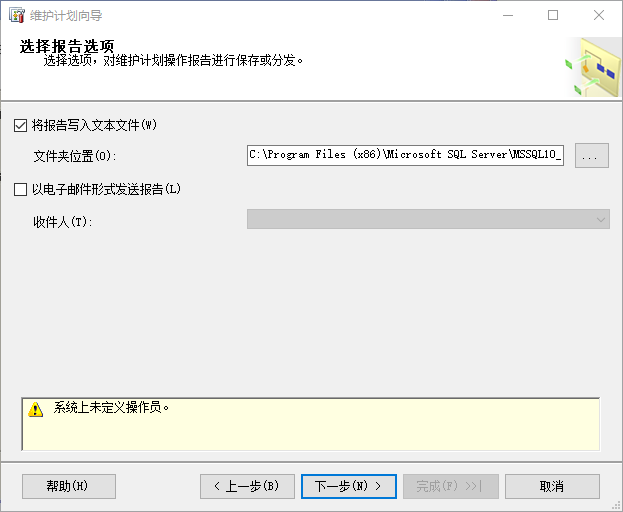 维护计划向导
选择报告选项
选择选项，对维护计划操作报告进行保存或分发。
将报告写入文本文件(W)
文件夹位置(O):
C:\Program Files (x86)\Microsoft SQL Server\MSSQL10_
...
以电子邮件形式发送报告(L)
收件人(T):
系统上未定义操作员。
帮助(H)
< 上一步(B)
下一步(N) >
完成(F) >>|
取消